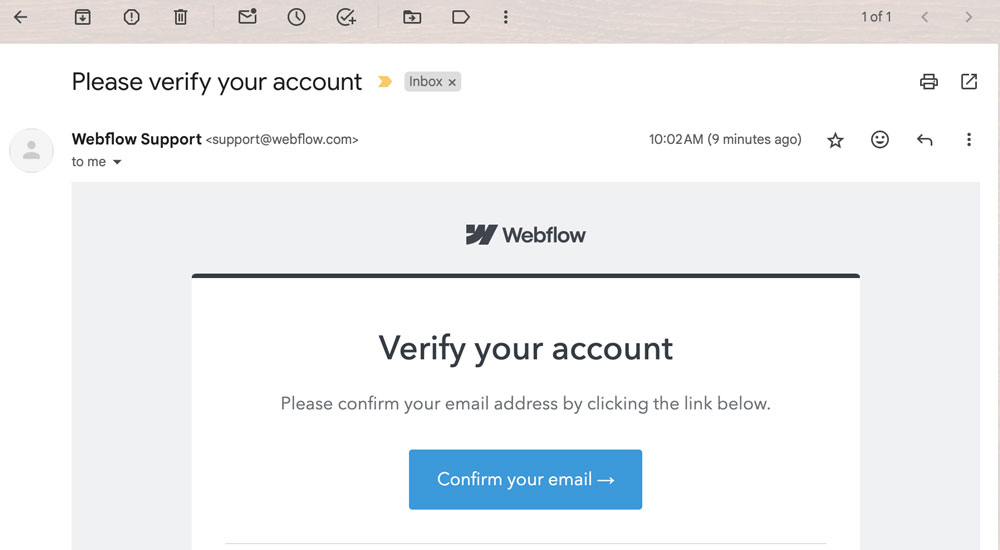 1 of 1
Please verify your account Inbox ×
Webflow Support <support@webflow.com> 10:02 AM (9 minutes ago)
to me
Webflow
Verify your account
Please confirm your email address by clicking the link below.
Confirm your email →